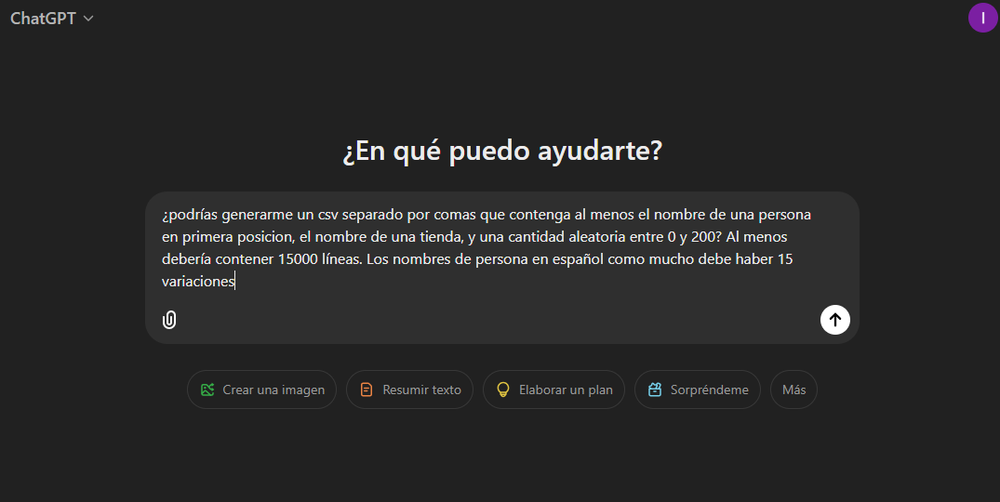 ChatGPT
I
¿En qué puedo ayudarte?
¿podrías generarme un csv separado por comas que contenga al menos el nombre de una persona
en primera posicion, el nombre de una tienda, y una cantidad aleatoria entre 0 y 200? Al menos
debería contener 15000 líneas. Los nombres de persona en español como mucho debe haber 15
variaciones
Crear una imagen
Resumir texto
Elaborar un plan
Sorpréndeme
Más